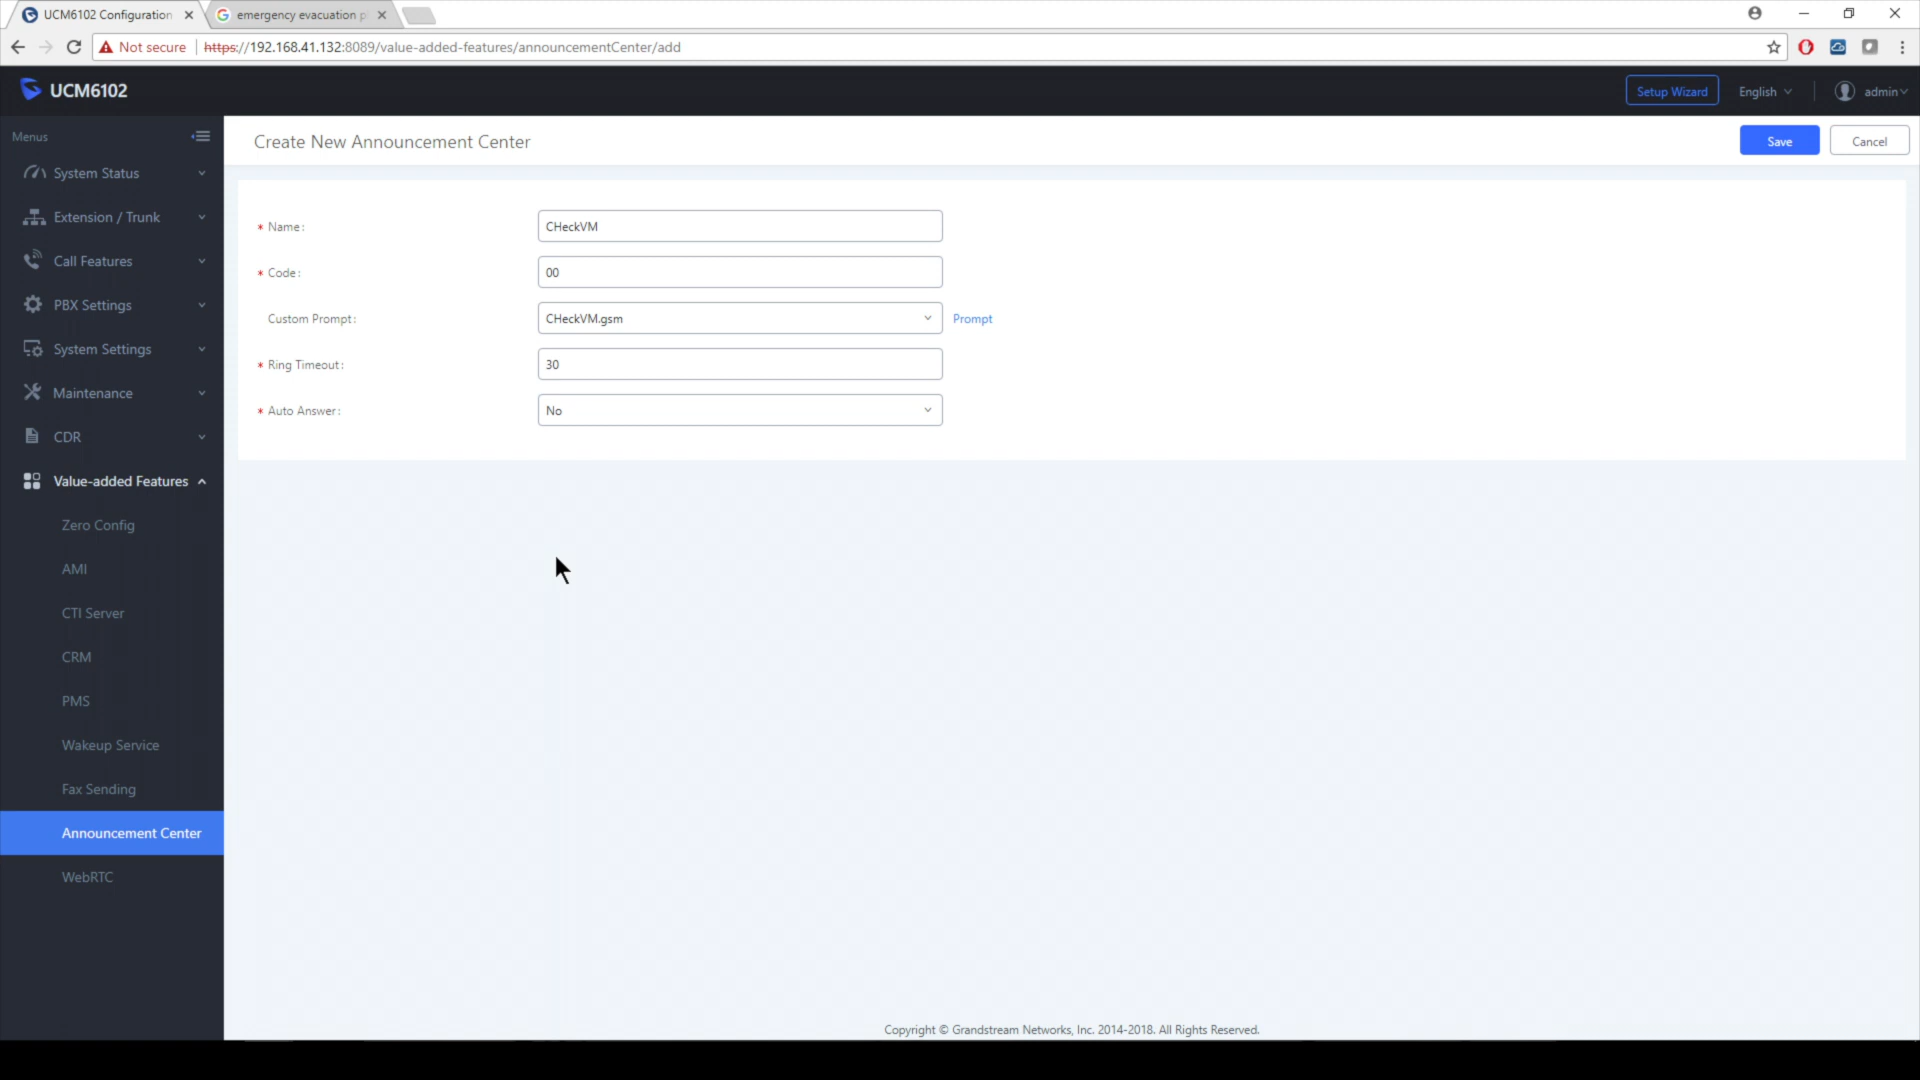 UCM6102 Configuration
emergency evacuation p
Not secure
https://192.168.41.132:8089/value-added-features/announcementCenter/add
UCM6102
Setup Wizard
English
admin
Menus
Create New Announcement Center
Save
Cancel
System Status
Extension / Trunk
Call Features
PBX Settings
System Settings
Maintenance
CDR
Value-added Features
Zero Config
AMI
CTI Server
CRM
PMS
Wakeup Service
Fax Sending
Announcement Center
WebRTC
* Name: CHeckVM
* Code: 00
Custom Prompt: CHeckVM.gsm Prompt
* Ring Timeout: 30
* Auto Answer: No
Copyright © Grandstream Networks, Inc. 2014-2018. All Rights Reserved.